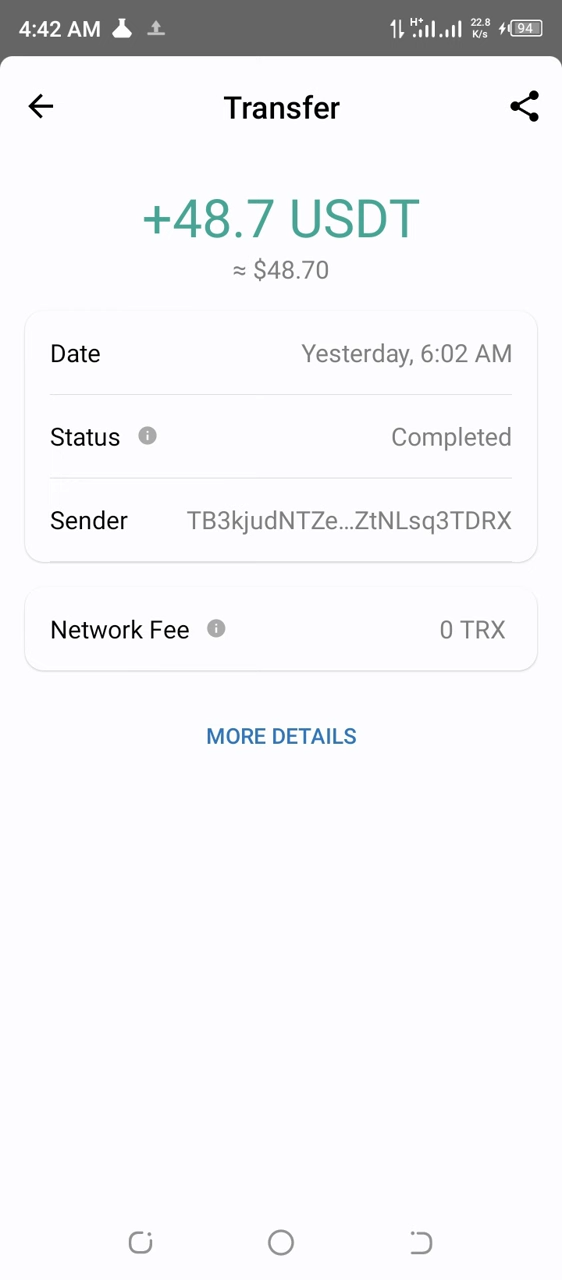 4:42 AM H+ 22.8 K/s 94
Transfer
+48.7 USDT
≈ $48.70
Date Yesterday, 6:02 AM
Status Completed
Sender TB3kjudNTZe...ZtNLsq3TDRX
Network Fee 0 TRX
MORE DETAILS